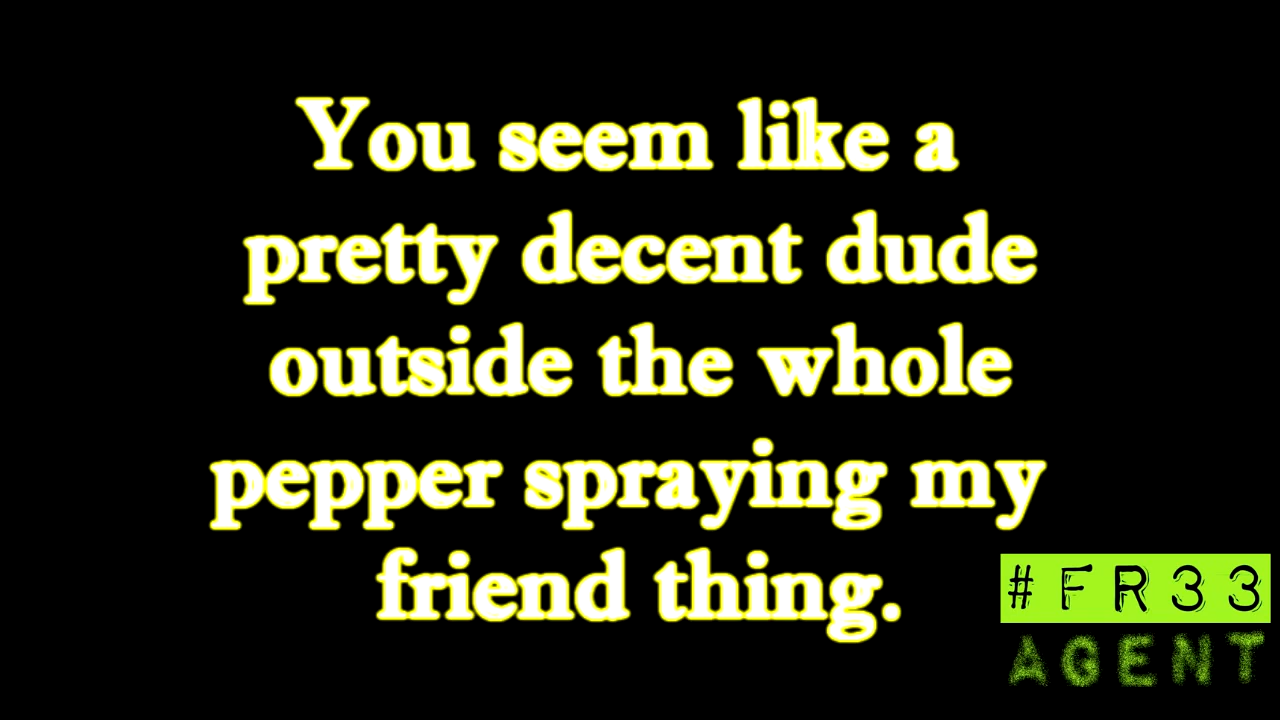 You seem like a
pretty decent dude
outside the whole
pepper spraying my
friend thing.
#FR33
AGENT